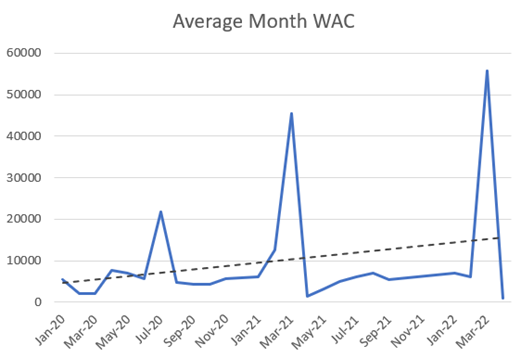 Average Month WAC
60000
50000
40000
30000
20000
10000
0
Jan-20
Mar-20
May-20
Jul-20
Sep-20
Nov-20
Jan-21
Mar-21
May-21
Jul-21
Sep-21
Nov-21
Jan-22
Mar-22